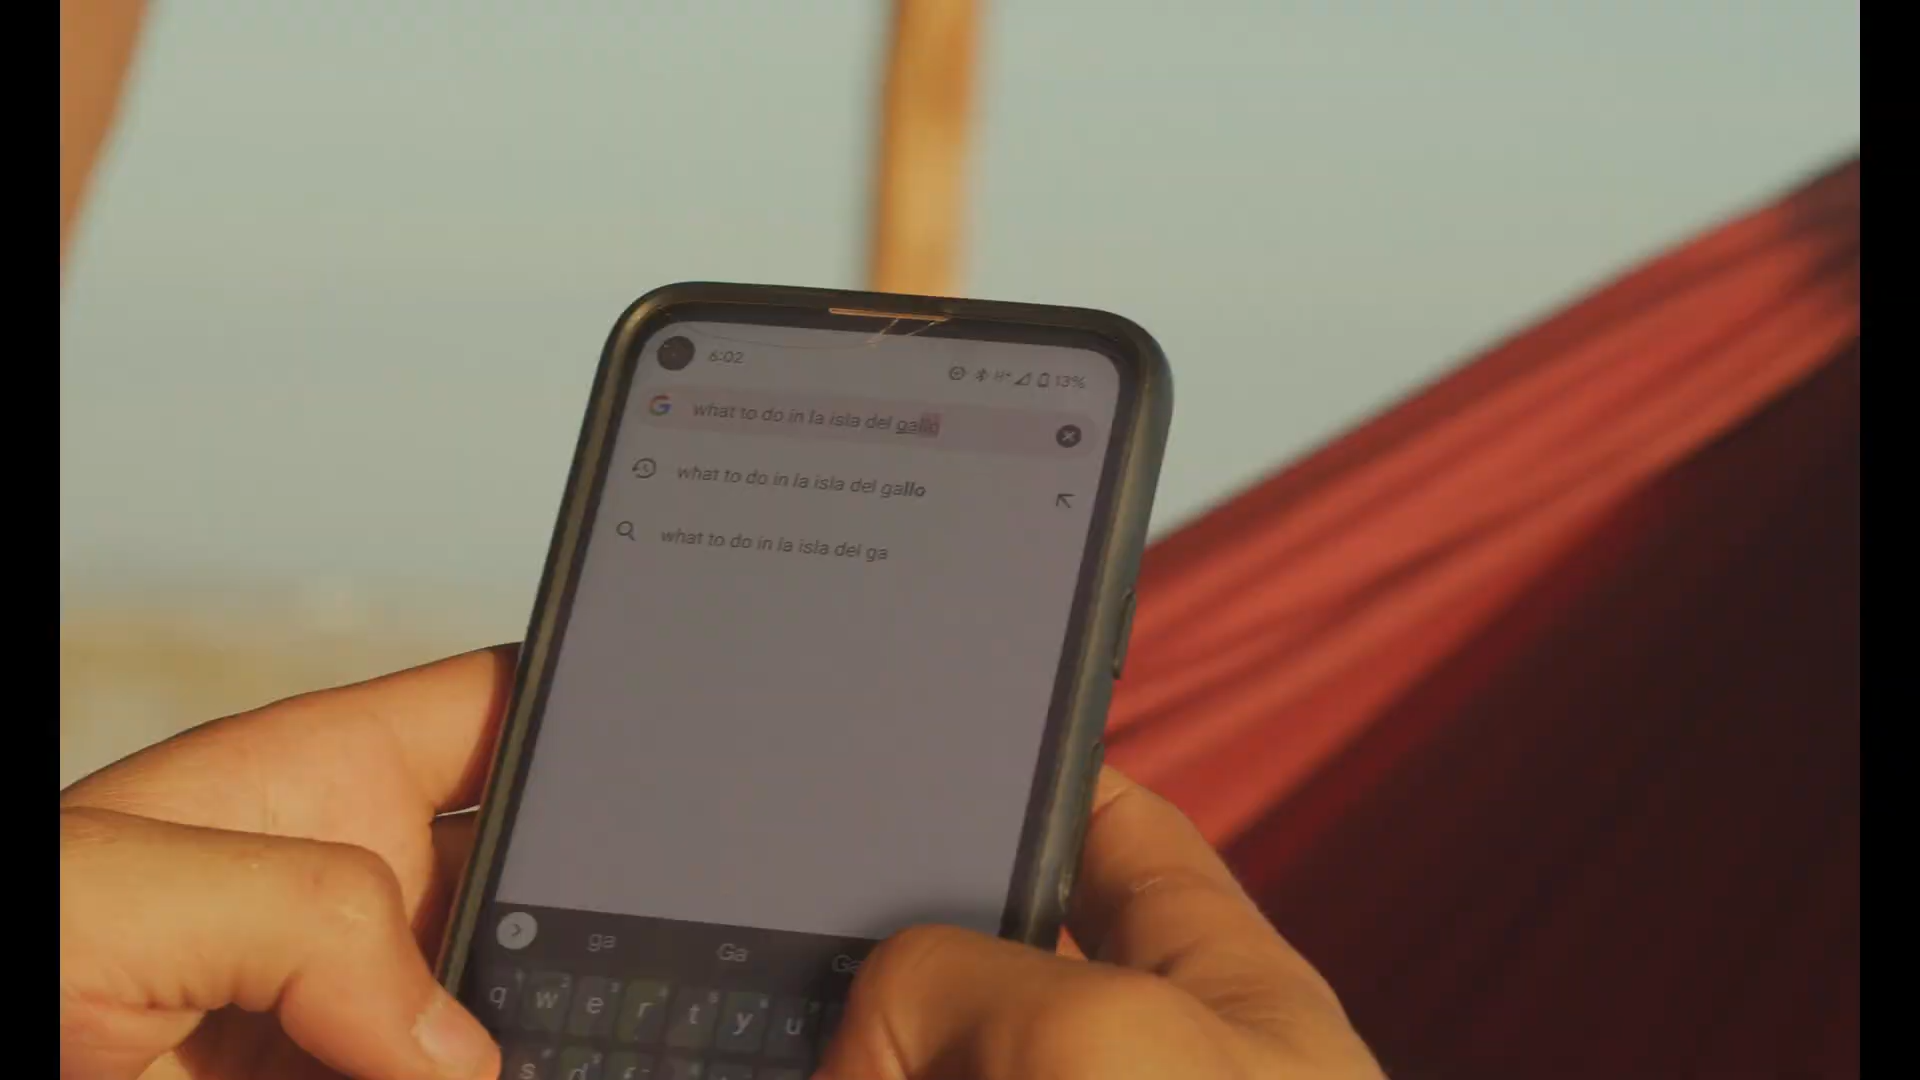 6:02
H+ 13%
G what to do in la isla del gallo
what to do in la isla del gallo
what to do in la isla del ga
ga Ga
q w e r t y u
s d